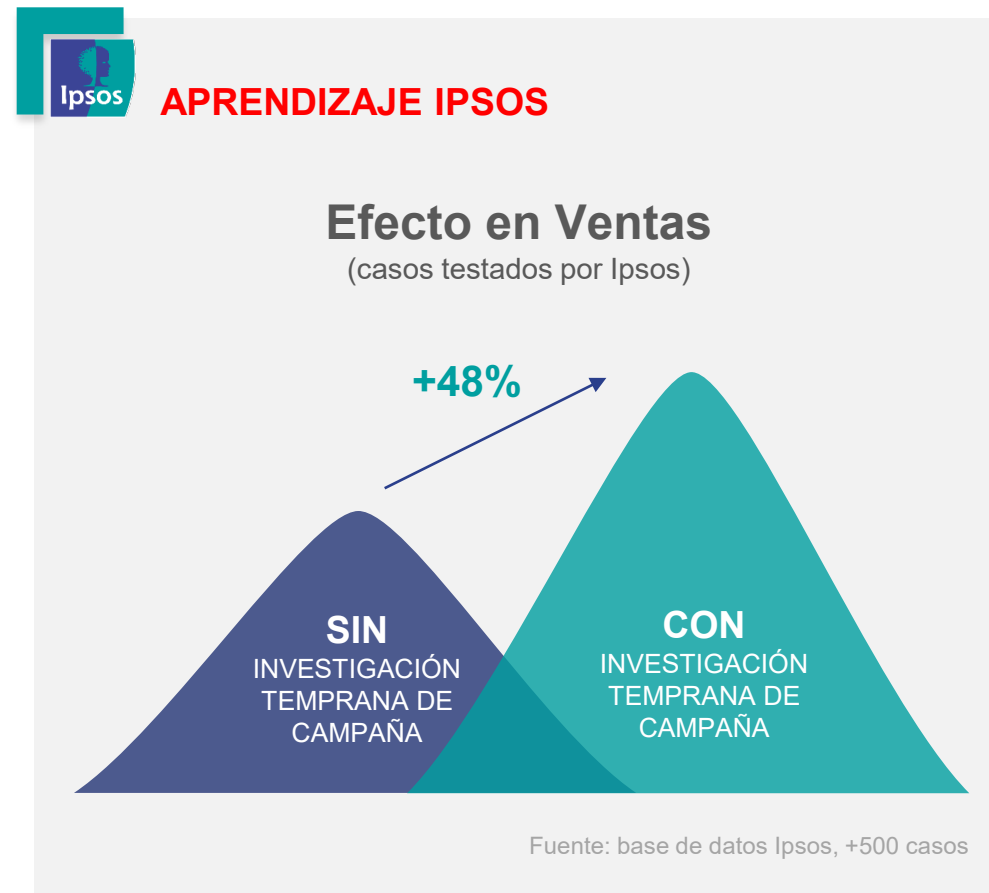 Ipsos
APRENDIZAJE IPSOS
Efecto en Ventas
(casos testados por Ipsos)
+48%
SIN
INVESTIGACIÓN
TEMPRANA DE
CAMPAÑA
CON
INVESTIGACIÓN
TEMPRANA DE
CAMPAÑA
Fuente: base de datos Ipsos, +500 casos